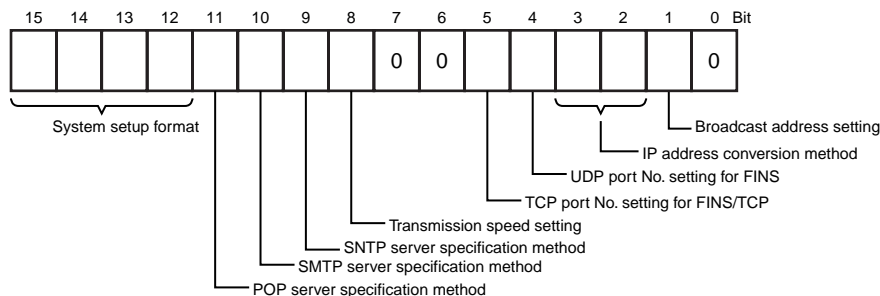 15 14 13 12 11 10 9 8 7 6 5 4 3 2 1 0 Bit
0 0 0
System setup format
Broadcast address setting
IP address conversion method
UDP port No. setting for FINS
TCP port No. setting for FINS/TCP
Transmission speed setting
SNTP server specification method
SMTP server specification method
POP server specification method